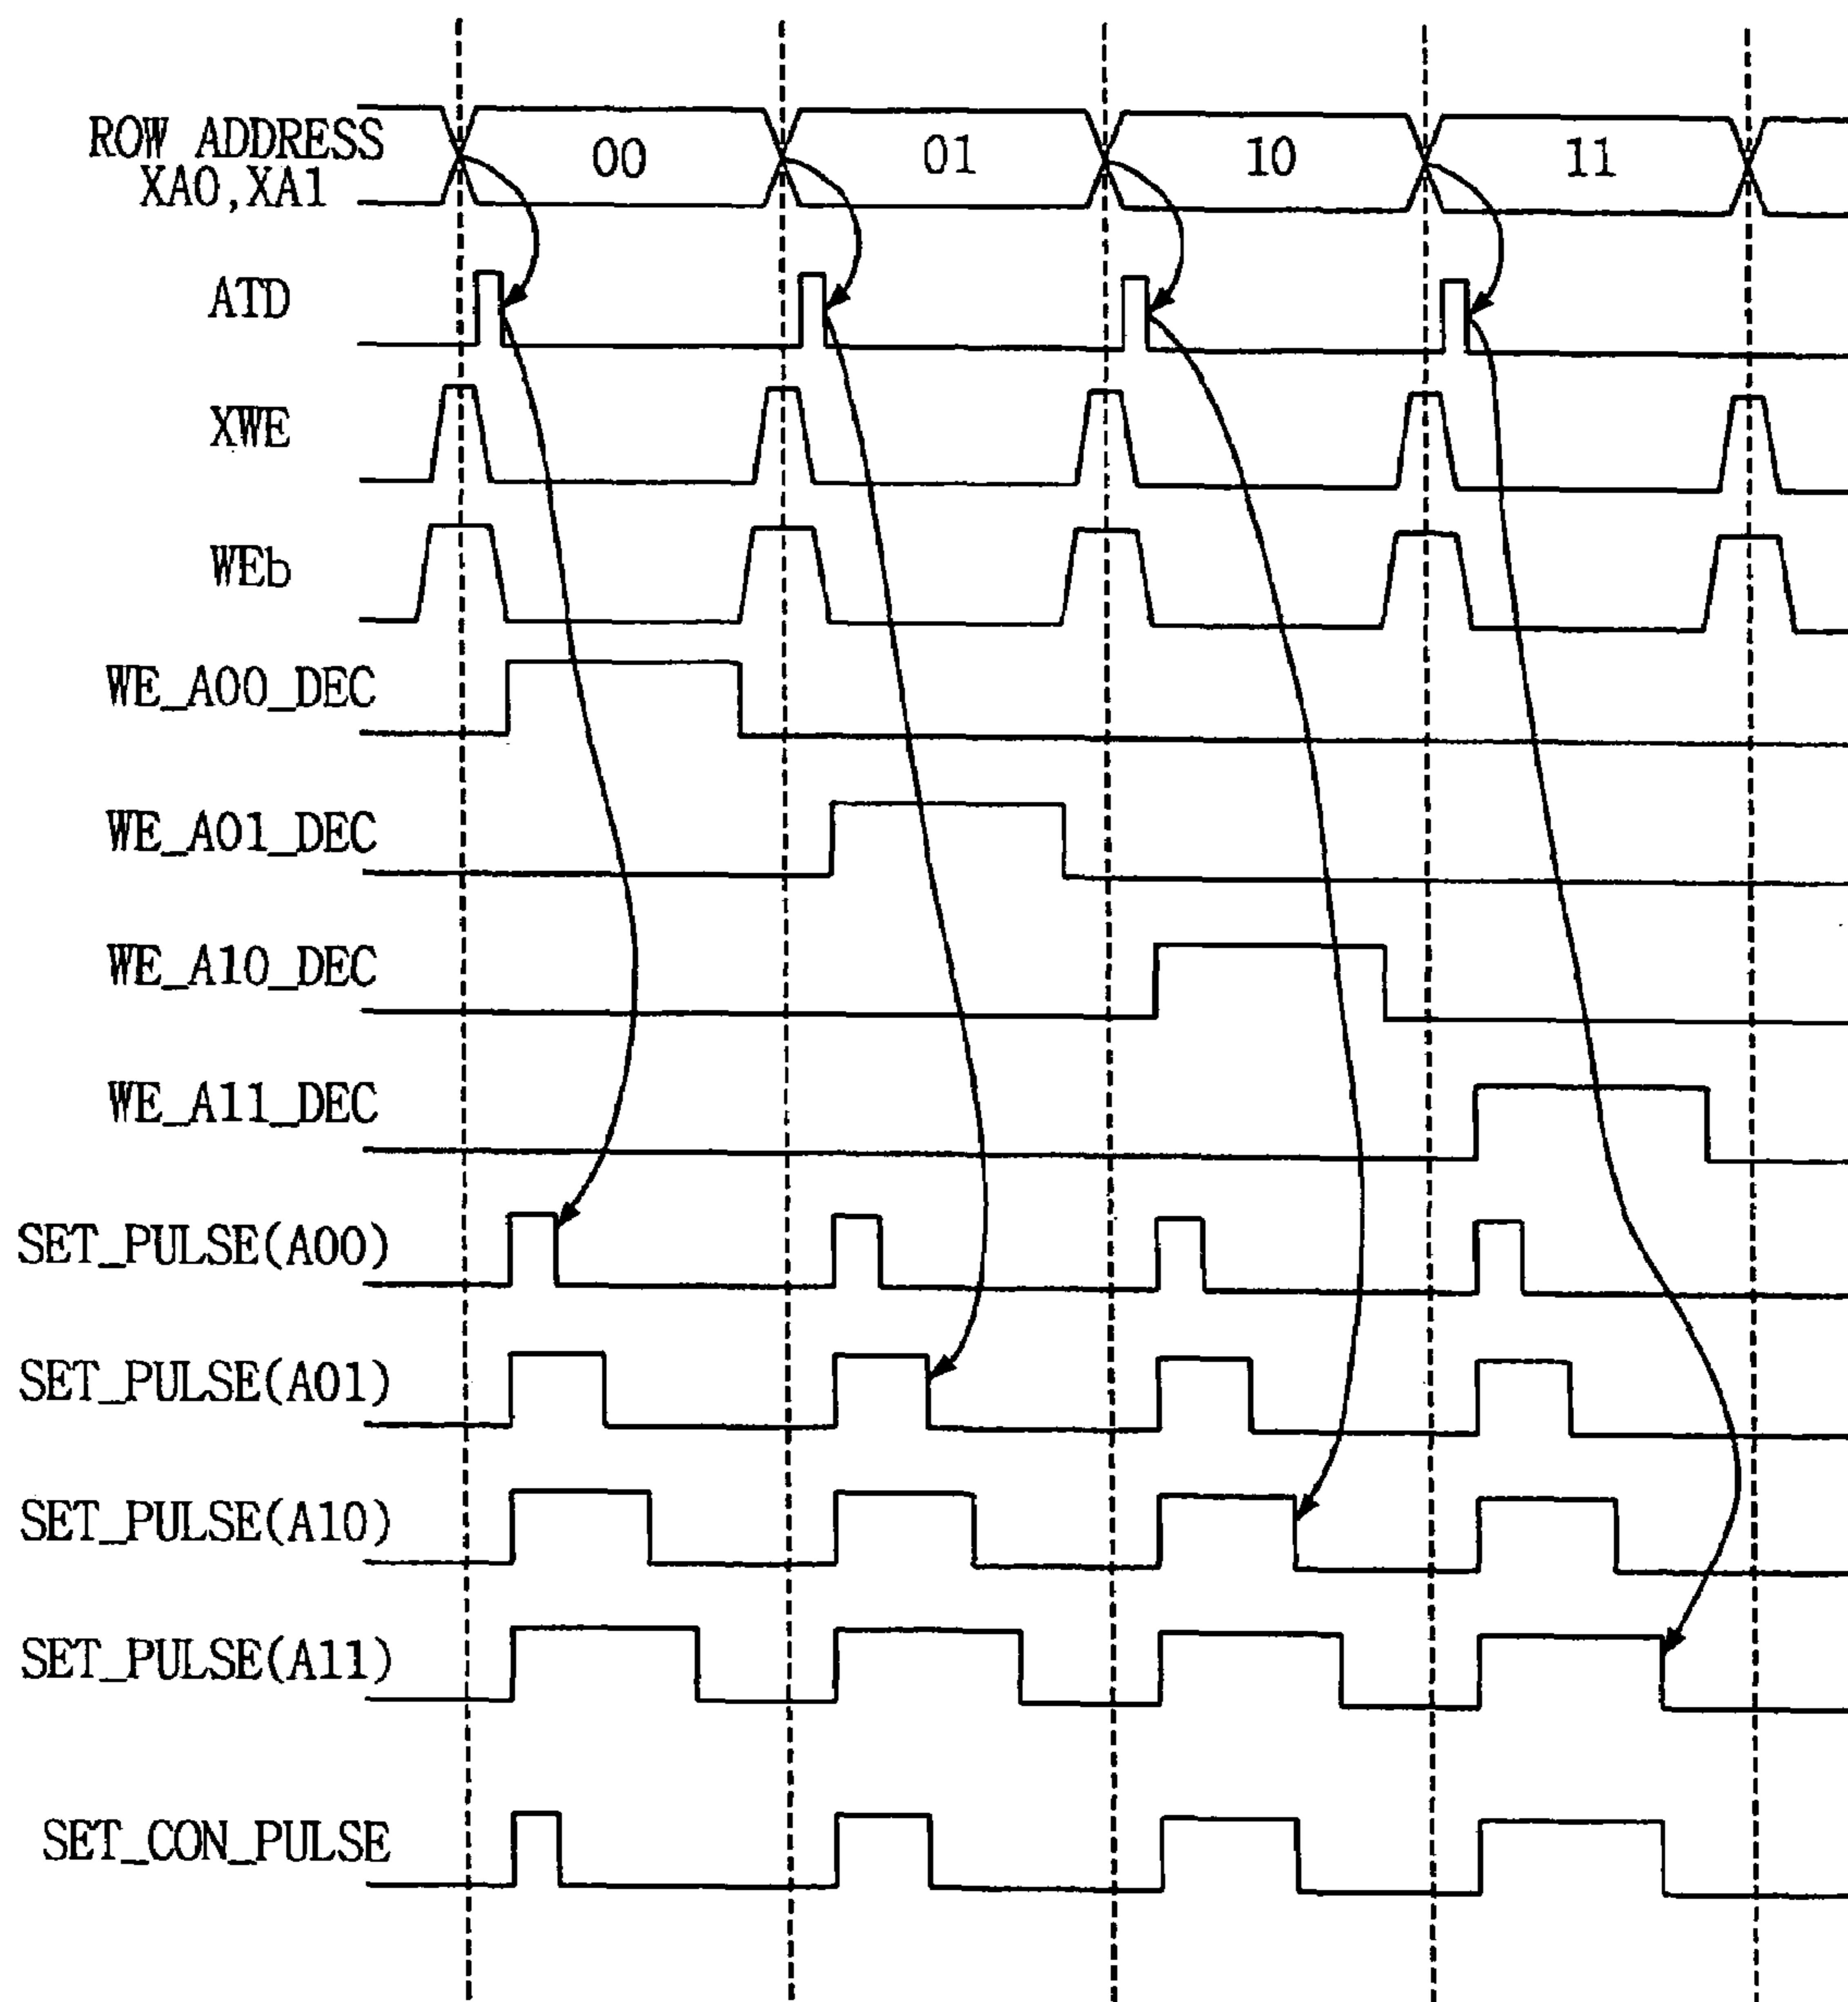 ROW ADDRESS
XA0,XA1
00
01
10
11
ATD
XWE
WEb
WE_A00_DEC
WE_A01_DEC
WE_A10_DEC
WE_A11_DEC
SET_PULSE(A00)
SET_PULSE(A01)
SET_PULSE(A10)
SET_PULSE(A11)
SET_CON_PULSE